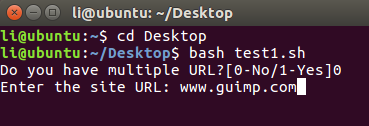 li@ubuntu: ~/Desktop
li@ubuntu:~$ cd Desktop
li@ubuntu:~/Desktop$ bash test1.sh
Do you have multiple URL?[0-No/1-Yes]0
Enter the site URL: www.guimp.com